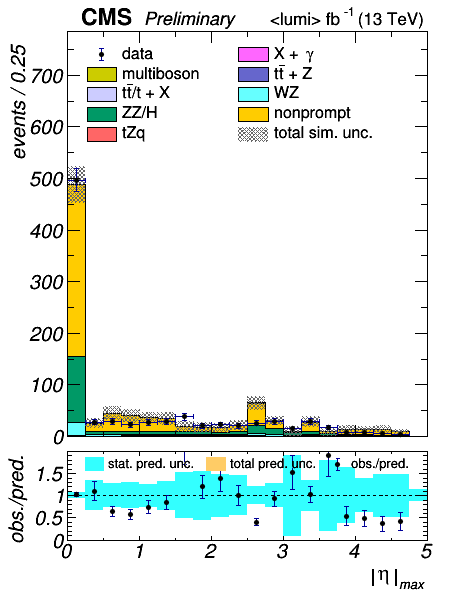 CMS Preliminary <lumi> fb⁻¹ (13 TeV)
events / 0.25
data
multiboson
tt̄/t + X
ZZ/H
tZq
X + γ
tt̄ + Z
WZ
nonprompt
total sim. unc.
700
600
500
400
300
200
100
0
obs./pred.
stat. pred. unc. total pred. unc. obs./pred.
1.5
1
0.5
0
0 1 2 3 4 5
|η|max